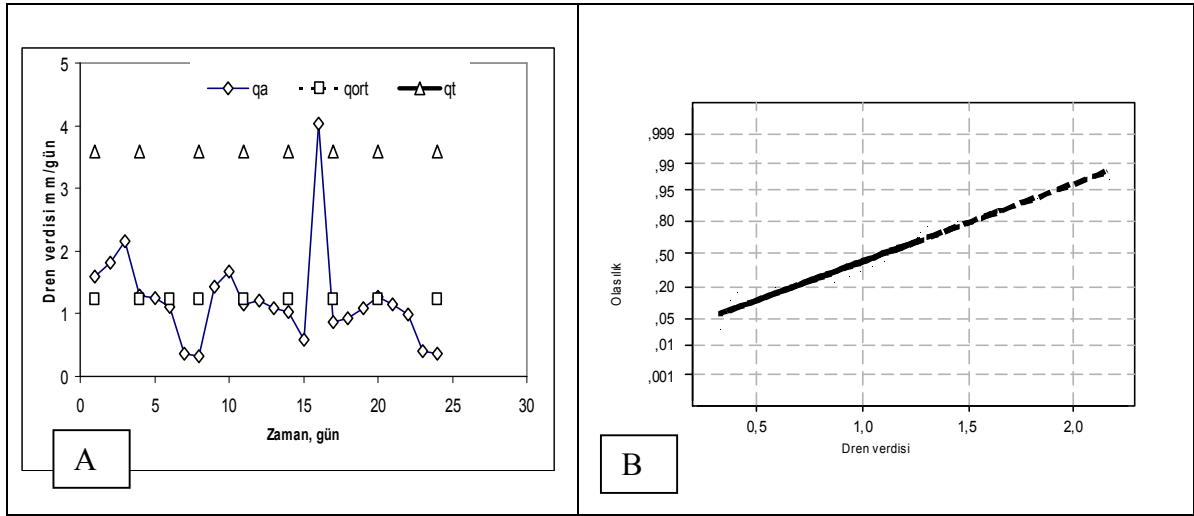 qa qort qt
5
4
3
2
1
0
Dren verdisi mm/gün
0 5 10 15 20 25 30
Zaman, gün
A
,999
,99
,95
,80
,50
,20
,05
,01
,001
Olasılık
0,5 1,0 1,5 2,0
Dren verdisi
B